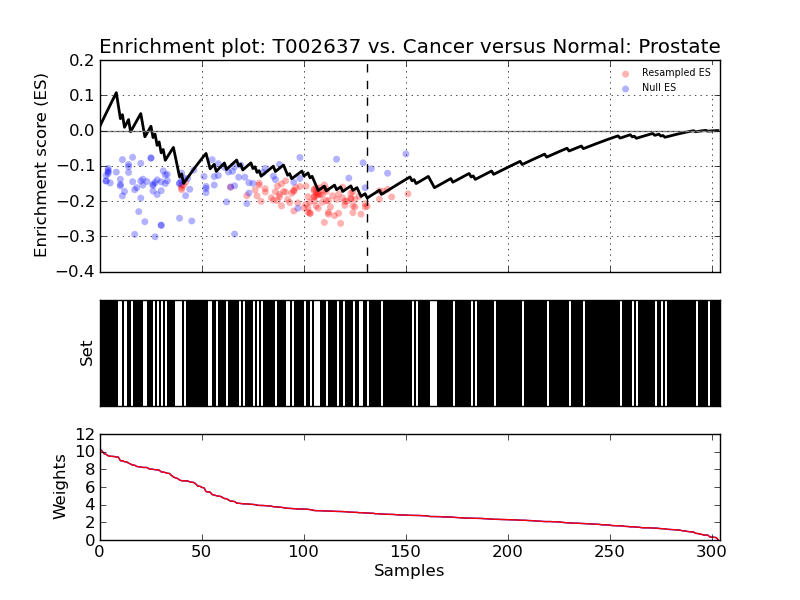 Enrichment plot: T002637 vs. Cancer versus Normal: Prostate
Enrichment score (ES)
0.2
0.1
0.0
−0.1
−0.2
−0.3
−0.4
Resampled ES
Null ES
Set
Weights
12
10
8
6
4
2
0
0 50 100 150 200 250 300
Samples